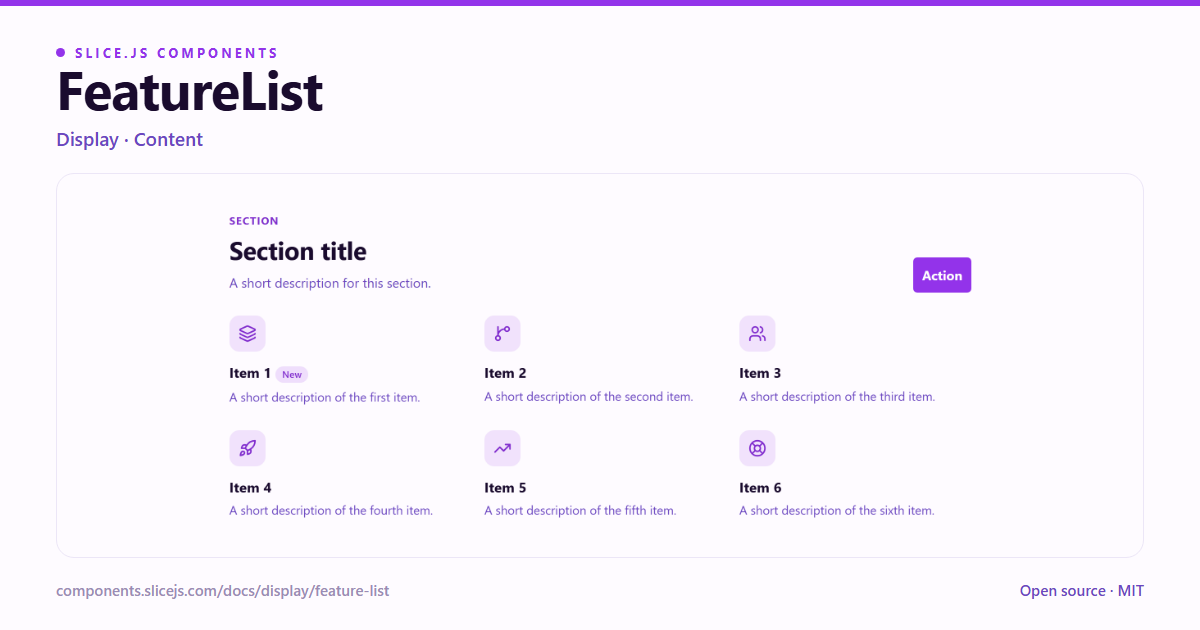 SLICE.JS COMPONENTS
FeatureList
Display · Content
SECTION
Section title
A short description for this section.
Action
Item 1 New
A short description of the first item.
Item 2
A short description of the second item.
Item 3
A short description of the third item.
Item 4
A short description of the fourth item.
Item 5
A short description of the fifth item.
Item 6
A short description of the sixth item.
components.slicejs.com/docs/display/feature-list
Open source · MIT